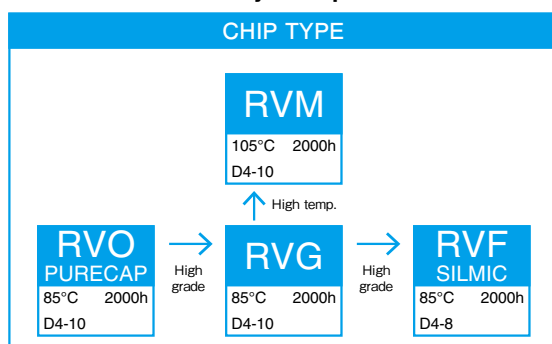 CHIP TYPE
RVM
105°C 2000h
D4-10
High temp.
RVO
PURECAP
85°C 2000h
D4-10
High
grade
RVG
85°C 2000h
D4-10
High
grade
RVF
SILMIC
85°C 2000h
D4-8